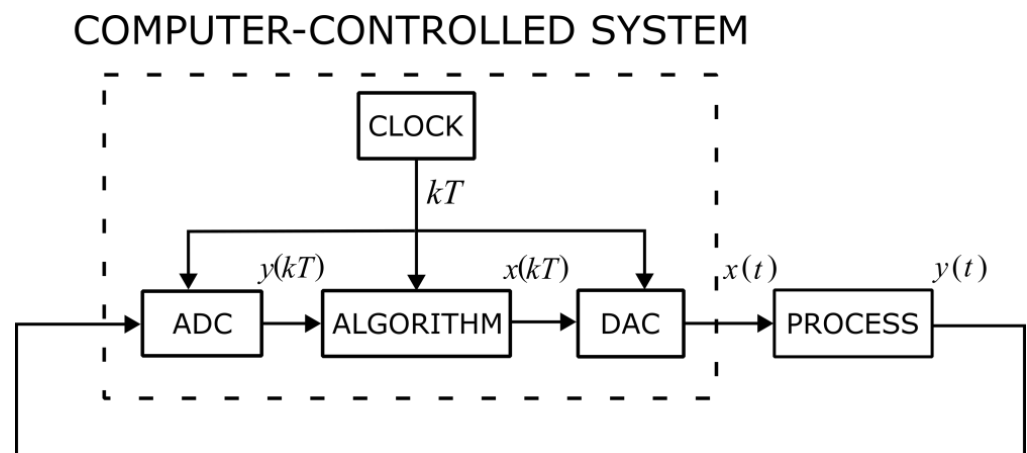 COMPUTER-CONTROLLED SYSTEM
CLOCK
kT
y(kT)
x(kT)
x(t)
y(t)
ADC
ALGORITHM
DAC
PROCESS